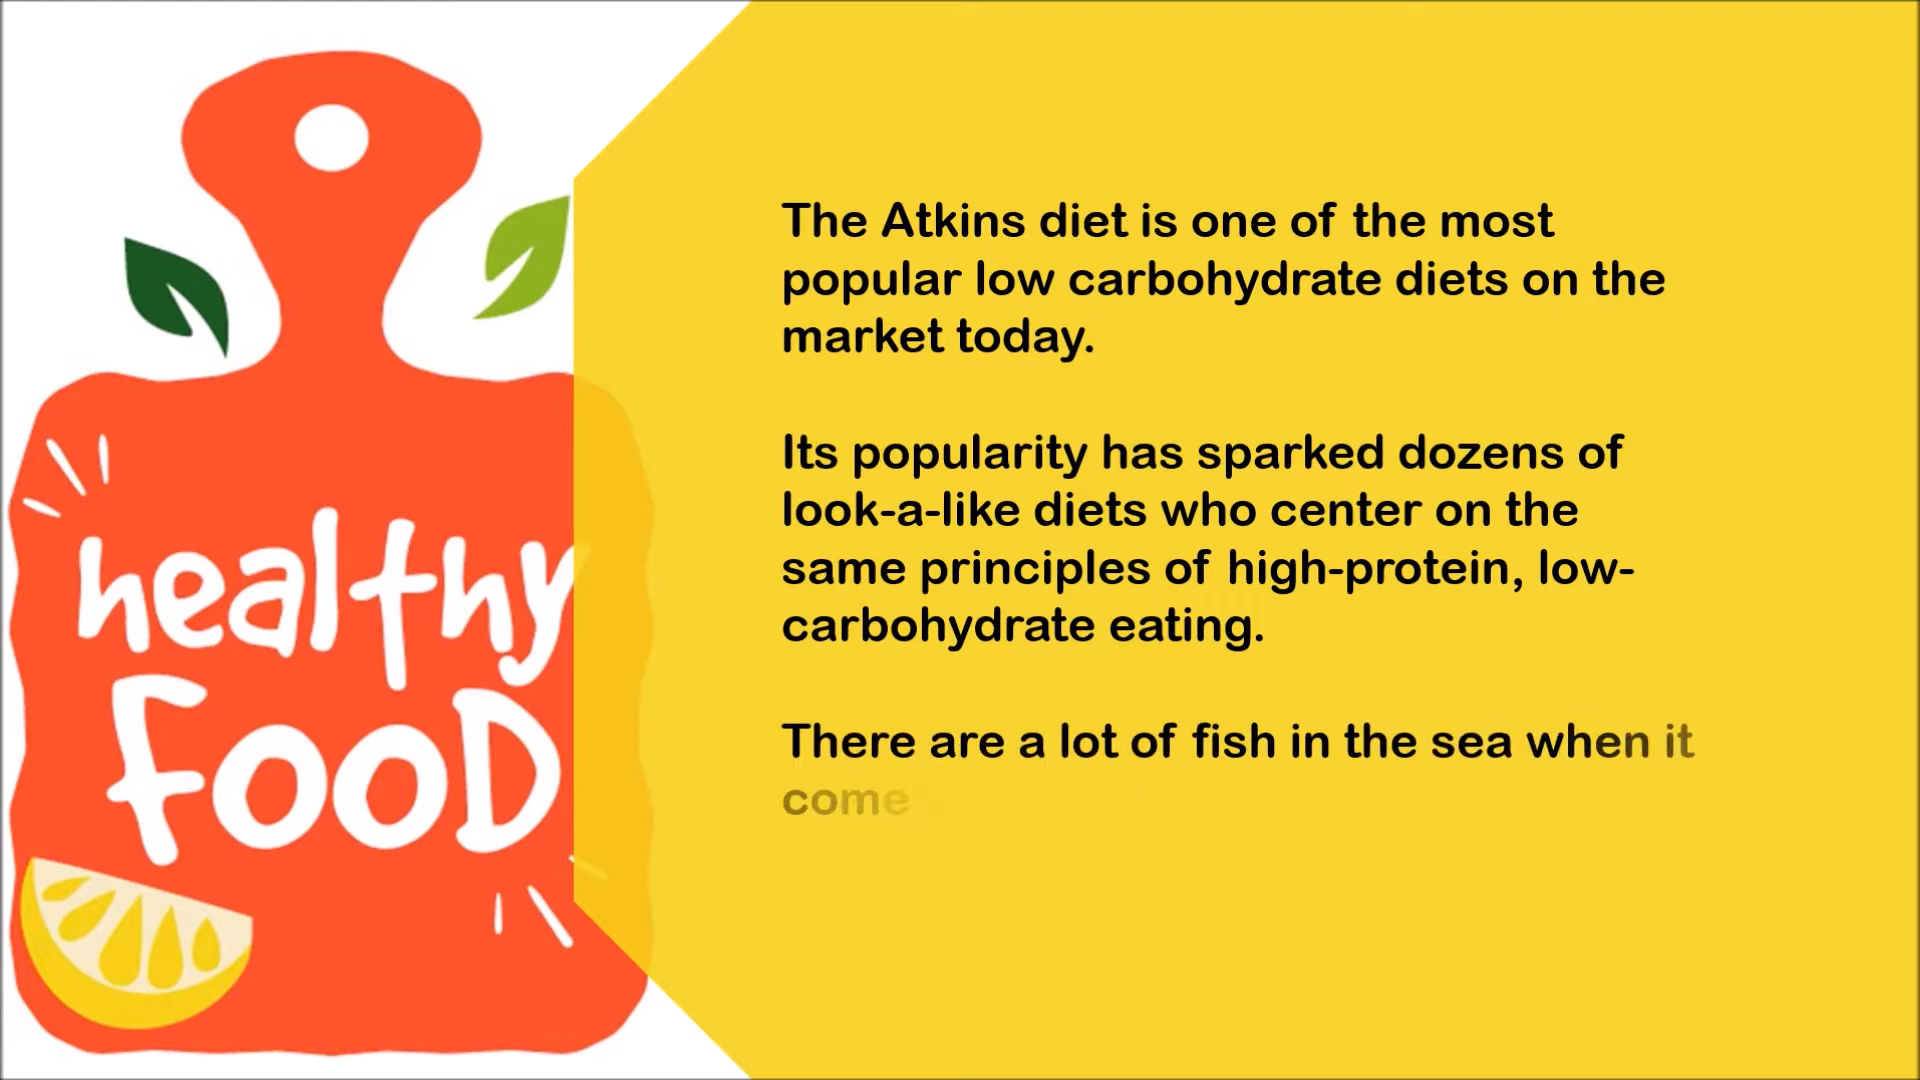 healthy
FOOD
The Atkins diet is one of the most
popular low carbohydrate diets on the
market today.
Its popularity has sparked dozens of
look-a-like diets who center on the
same principles of high-protein, low-
carbohydrate eating.
There are a lot of fish in the sea when it
come